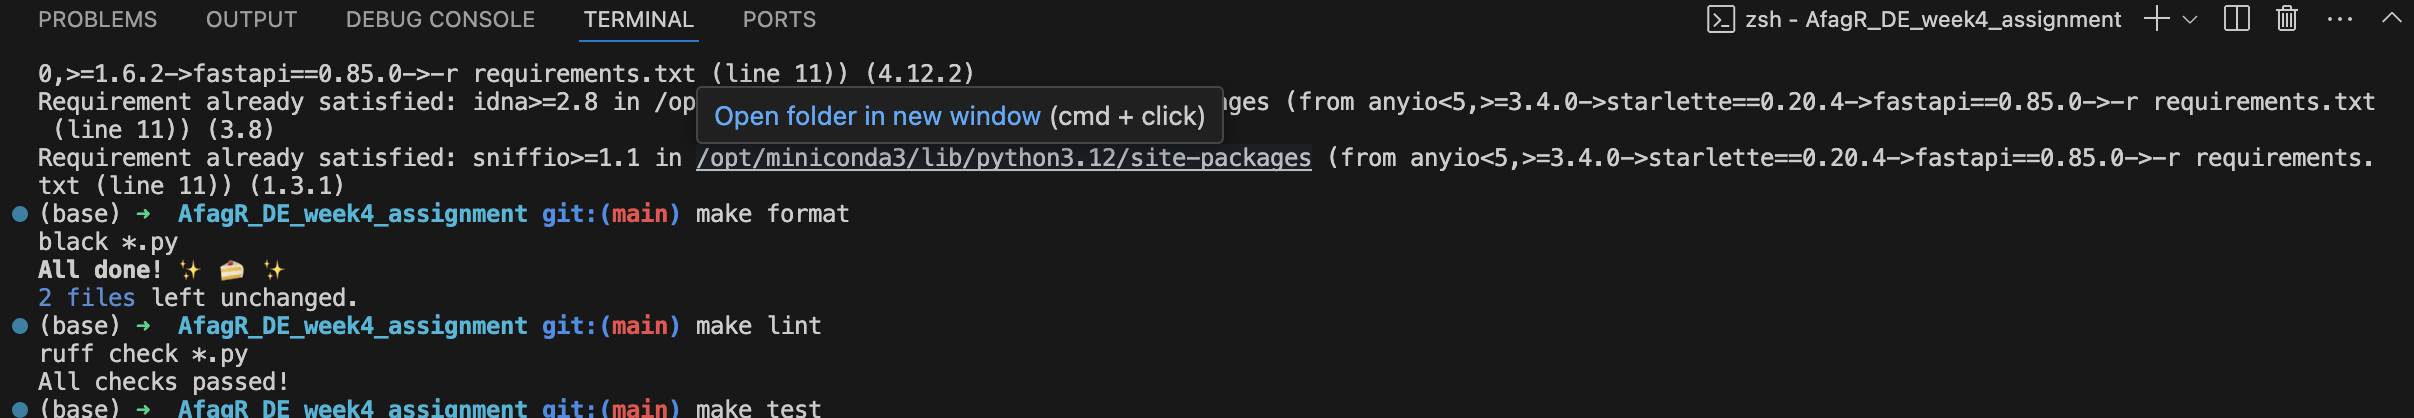 PROBLEMS OUTPUT DEBUG CONSOLE TERMINAL PORTS zsh - AfagR_DE_week4_assignment
0,>=1.6.2->fastapi==0.85.0->-r requirements.txt (line 11)) (4.12.2)
Requirement already satisfied: idna>=2.8 in /op ges (from anyio<5,>=3.4.0->starlette==0.20.4->fastapi==0.85.0->-r requirements.txt
Open folder in new window (cmd + click)
(line 11)) (3.8)
Requirement already satisfied: sniffio>=1.1 in /opt/miniconda3/lib/python3.12/site-packages (from anyio<5,>=3.4.0->starlette==0.20.4->fastapi==0.85.0->-r requirements.
txt (line 11)) (1.3.1)
(base) ➜ AfagR_DE_week4_assignment git:(main) make format
black *.py
All done! ✨ 🍰 ✨
2 files left unchanged.
(base) ➜ AfagR_DE_week4_assignment git:(main) make lint
ruff check *.py
All checks passed!
(base) ➜ AfagR_DE_week4_assignment git:(main) make test